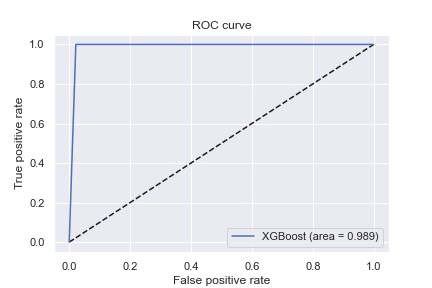 ROC curve
1.0
0.8
0.6
0.4
0.2
0.0
True positive rate
XGBoost (area = 0.989)
0.0 0.2 0.4 0.6 0.8 1.0
False positive rate